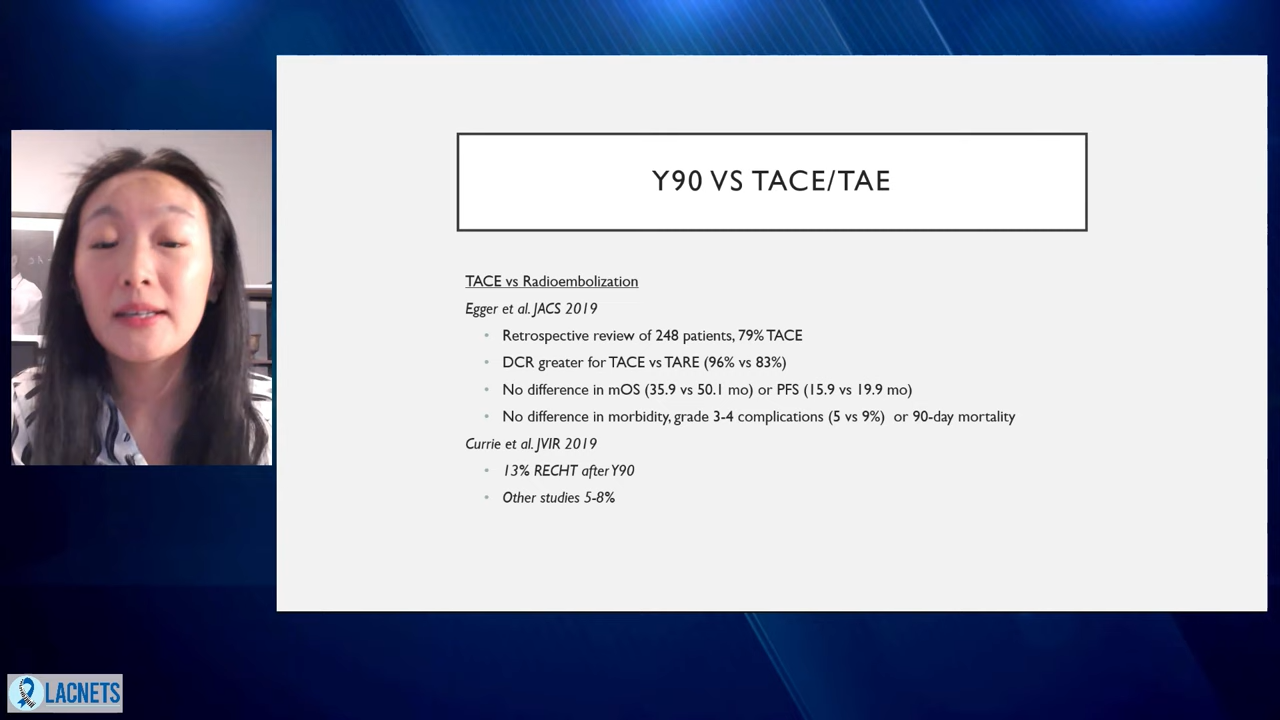 Y90 VS TACE/TAE
TACE vs Radioembolization
Egger et al. JACS 2019
• Retrospective review of 248 patients, 79% TACE
• DCR greater for TACE vs TARE (96% vs 83%)
• No difference in mOS (35.9 vs 50.1 mo) or PFS (15.9 vs 19.9 mo)
• No difference in morbidity, grade 3-4 complications (5 vs 9%) or 90-day mortality
Currie et al. JVIR 2019
• 13% RECHT after Y90
• Other studies 5-8%
LACNETS